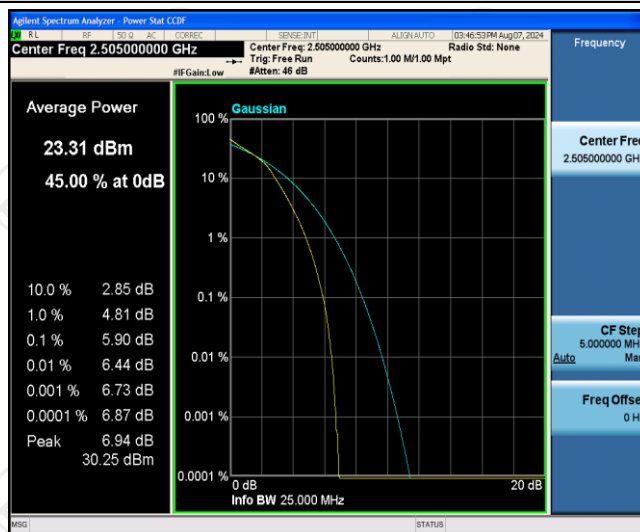 Agilent Spectrum Analyzer - Power Stat CCDF
RL RF 50 Ω AC CORREC SENSE:INT ALIGN AUTO 03:46:53PM Aug 07, 2024
Center Freq 2.505000000 GHz
Center Freq: 2.505000000 GHz Radio Std: None
Trig: Free Run Counts:1.00 M/1.00 Mpt
#IFGain:Low #Atten: 46 dB
Frequency
Average Power
23.31 dBm
45.00 % at 0dB
10.0 % 2.85 dB
1.0 % 4.81 dB
0.1 % 5.90 dB
0.01 % 6.44 dB
0.001 % 6.73 dB
0.0001 % 6.87 dB
Peak 6.94 dB
30.25 dBm
Gaussian
100 %
10 %
1 %
0.1 %
0.01 %
0.001 %
0.0001 %
0 dB 20 dB
Info BW 25.000 MHz
Center Fre
2.505000000 GH
CF Step
5.000000 MH
Auto Ma
Freq Offse
0 H
MSG STATUS